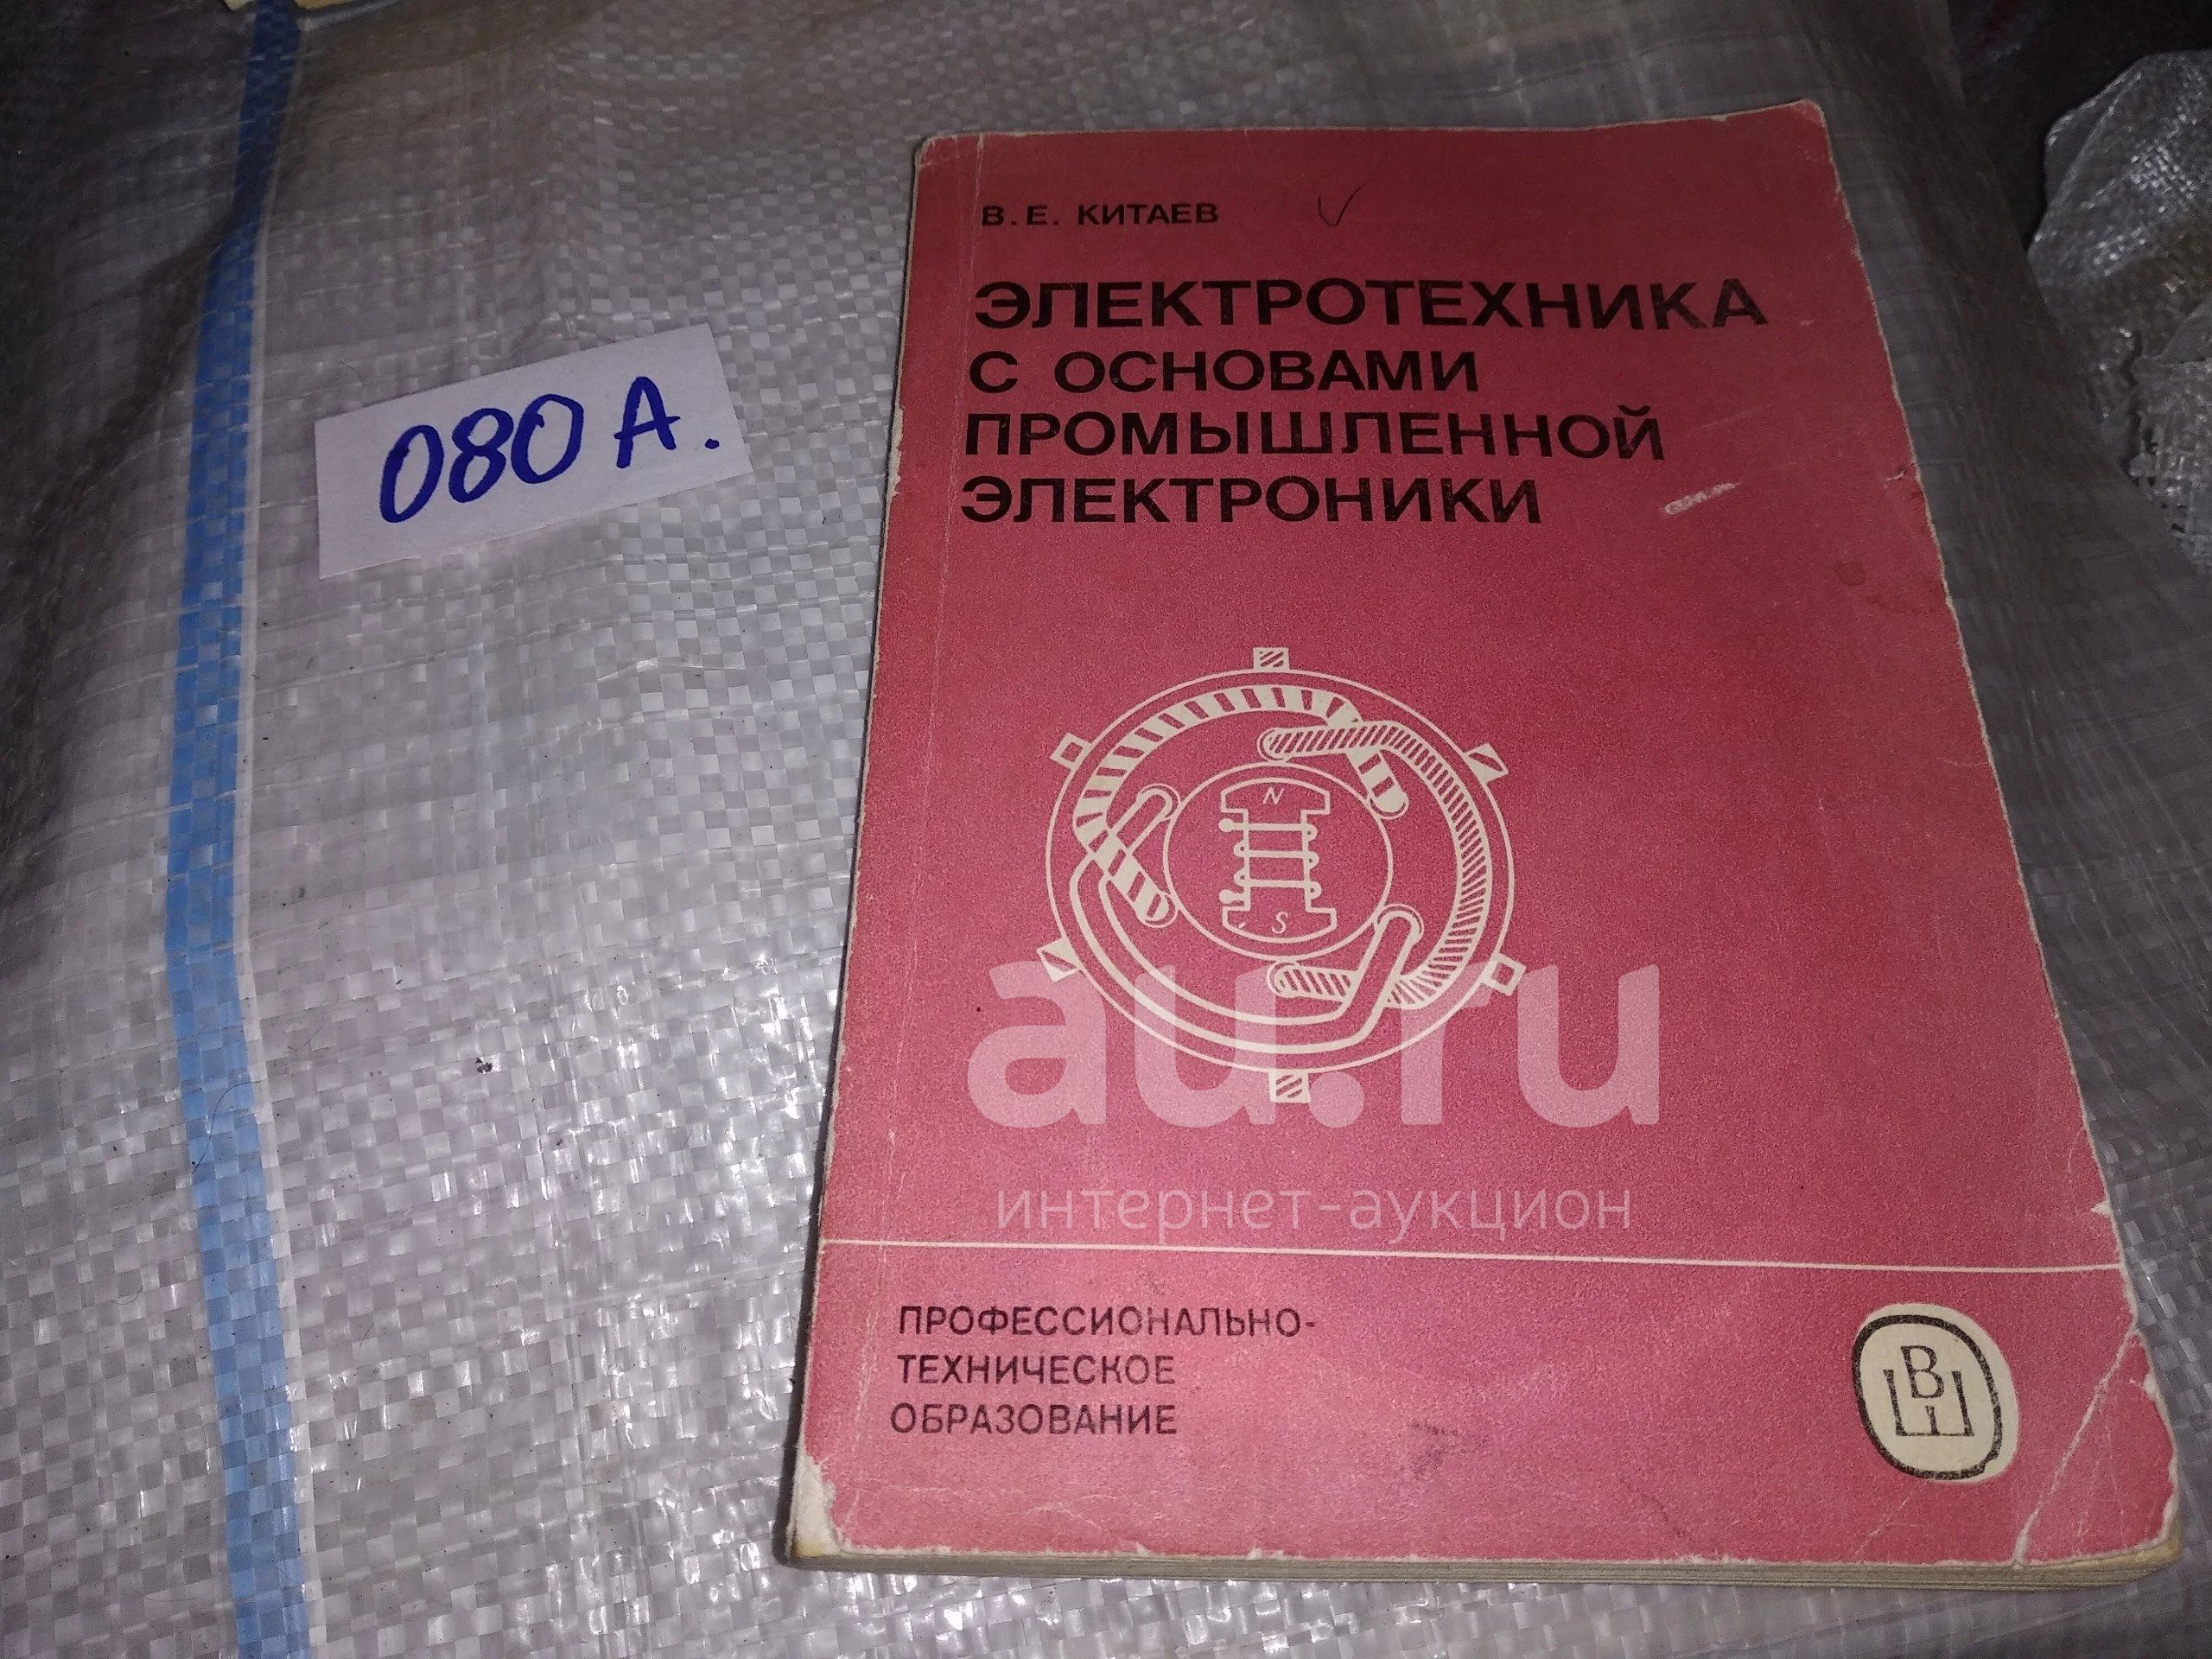 080 А.
В. Е. КИТАЕВ
ЭЛЕКТРОТЕХНИКА
С ОСНОВАМИ
ПРОМЫШЛЕННОЙ
ЭЛЕКТРОНИКИ
N
S
au.ru
интернет-аукцион
ПРОФЕССИОНАЛЬНО-
ТЕХНИЧЕСКОЕ
ОБРАЗОВАНИЕ
ВШ